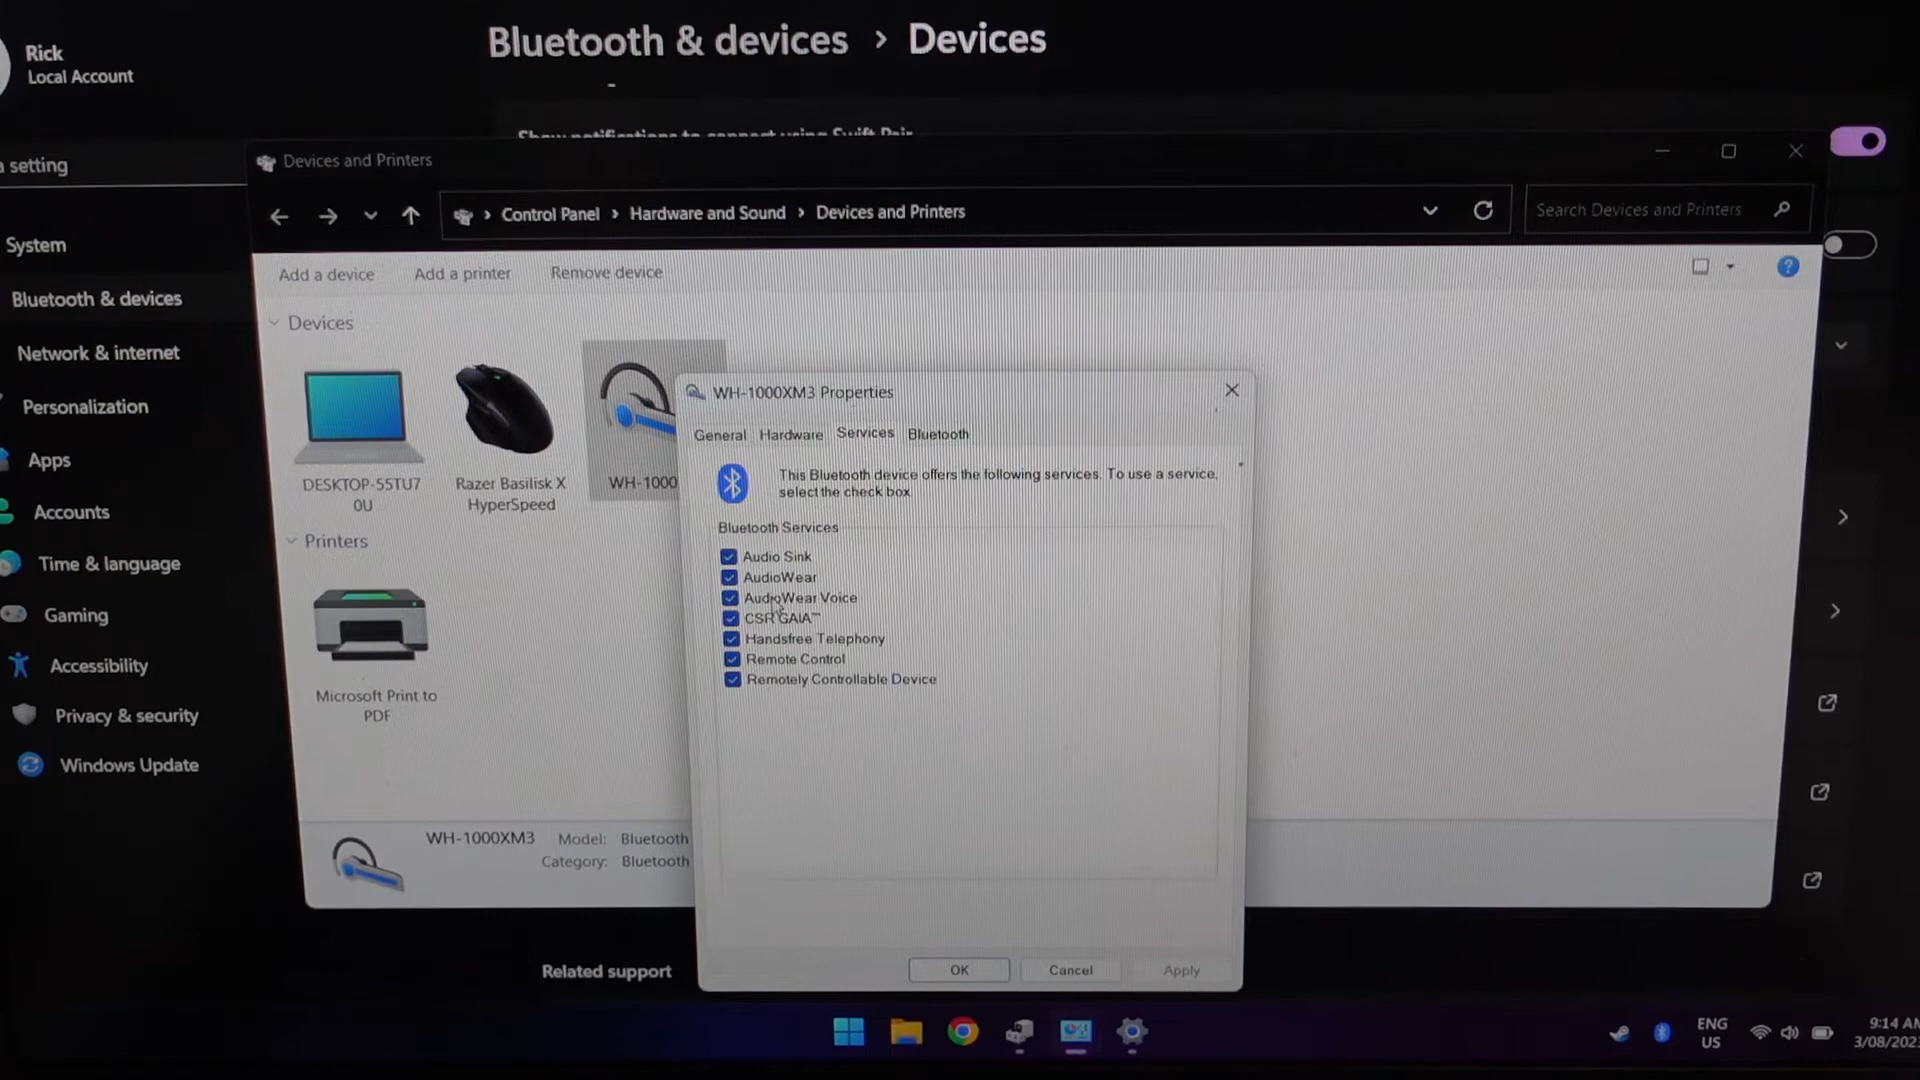 Rick
Local Account
Bluetooth & devices > Devices
a setting
Devices and Printers
Control Panel > Hardware and Sound > Devices and Printers
Search Devices and Printers
System
Bluetooth & devices
Network & internet
Personalization
Apps
Accounts
Time & language
Gaming
Accessibility
Privacy & security
Windows Update
Add a device
Add a printer
Remove device
Devices
DESKTOP-55TU7
0U
Razer Basilisk X
HyperSpeed
WH-1000
Printers
Microsoft Print to
PDF
WH-1000XM3 Properties
General
Hardware
Services
Bluetooth
This Bluetooth device offers the following services. To use a service,
select the check box.
Bluetooth Services
Audio Sink
AudioWear
AudioWear Voice
CSR GAIA™
Handsfree Telephony
Remote Control
Remotely Controllable Device
OK
Cancel
Apply
WH-1000XM3
Model: Bluetooth
Category: Bluetooth
Related support
ENG
US
9:14 AM
3/08/202